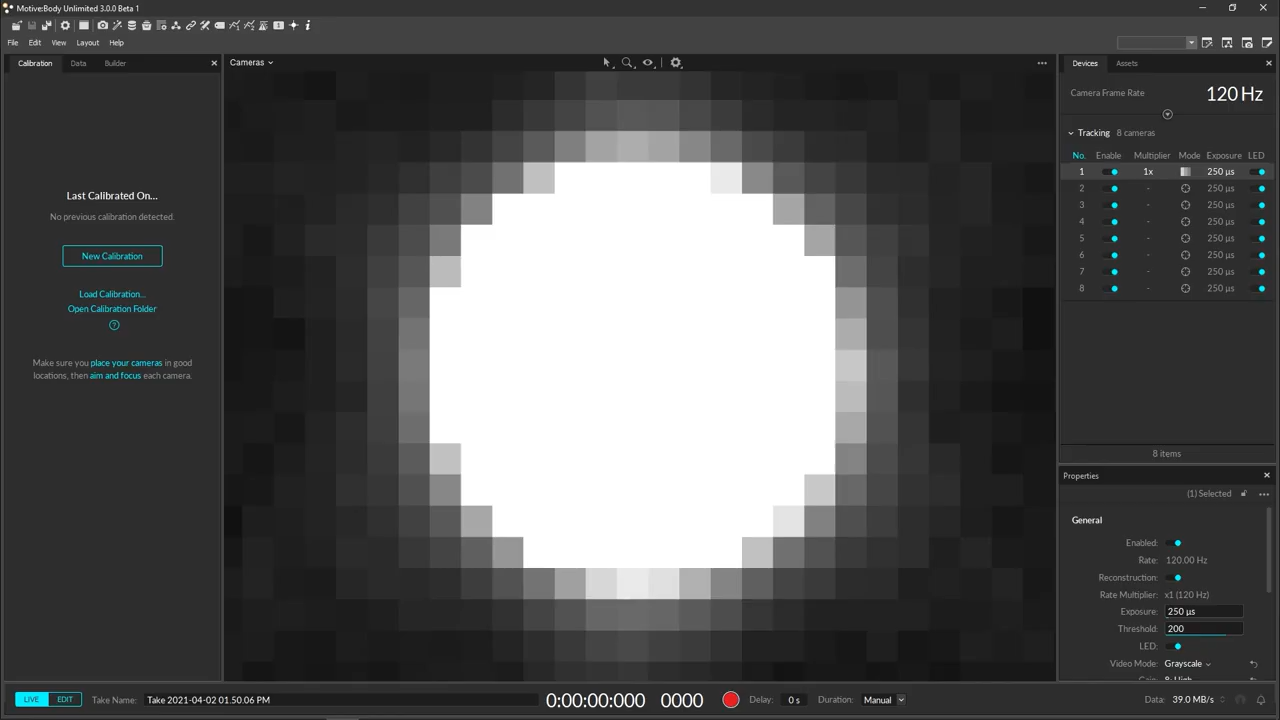 Motive:Body Unlimited 3.0.0 Beta 1
File Edit View Layout Help
Calibration Data Builder
Last Calibrated On...
No previous calibration detected.
New Calibration
Load Calibration...
Open Calibration Folder
?
Make sure you place your cameras in good
locations, then aim and focus each camera.
Cameras
Devices Assets
Camera Frame Rate 120 Hz
Tracking 8 cameras
No. Enable Multiplier Mode Exposure LED
1 1x 250 µs
2 - 250 µs
3 - 250 µs
4 - 250 µs
5 - 250 µs
6 - 250 µs
7 - 250 µs
8 - 250 µs
8 items
Properties
(1) Selected
General
Enabled:
Rate: 120.00 Hz
Reconstruction:
Rate Multiplier: x1 (120 Hz)
Exposure: 250 µs
Threshold: 200
LED:
Video Mode: Grayscale
LIVE EDIT Take Name: Take 2021-04-02 01.50.06 PM 0:00:00:000 0000 Delay: 0 s Duration: Manual Data: 39.0 MB/s